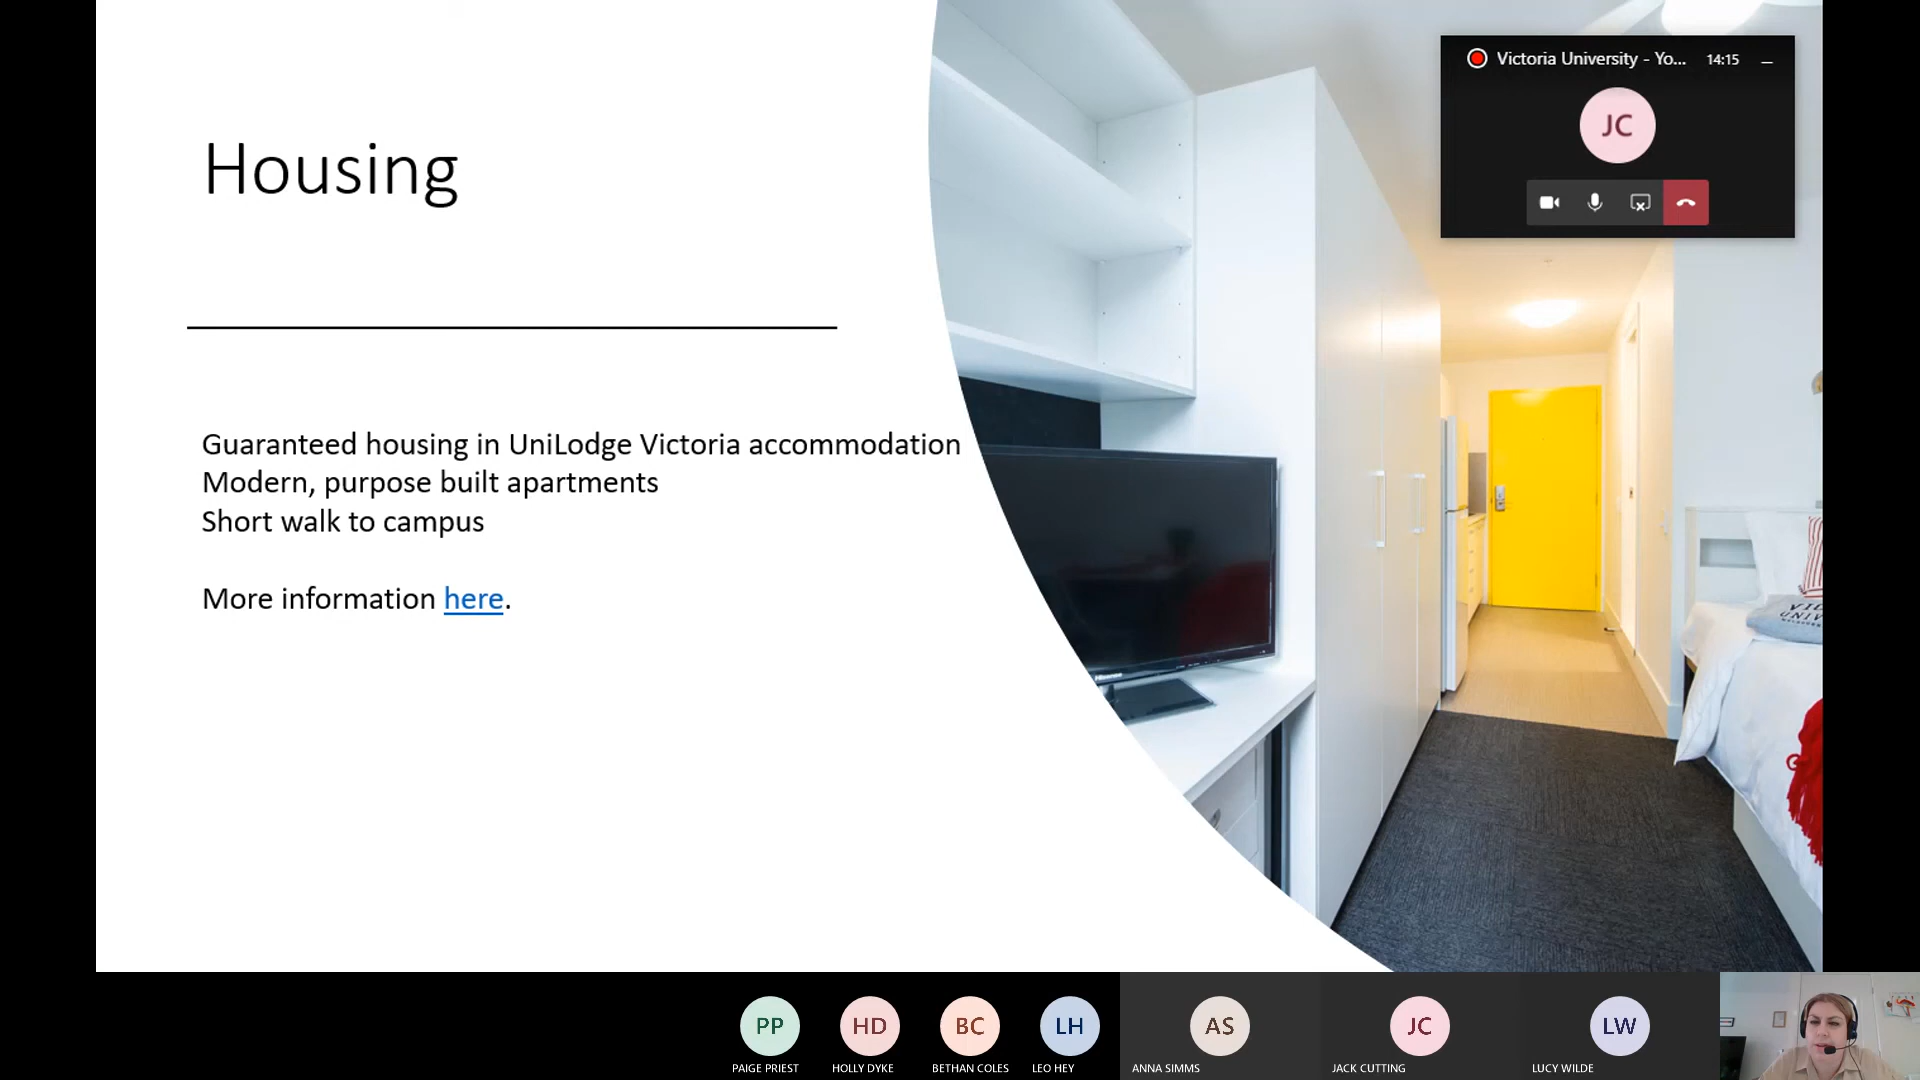 Housing
Victoria University - Yo... 14:15
JC
Guaranteed housing in UniLodge Victoria accommodation
Modern, purpose built apartments
Short walk to campus
More information here.
Hisense
PP HD BC LH AS JC LW
PAIGE PRIEST HOLLY DYKE BETHAN COLES LEO HEY ANNA SIMMS JACK CUTTING LUCY WILDE